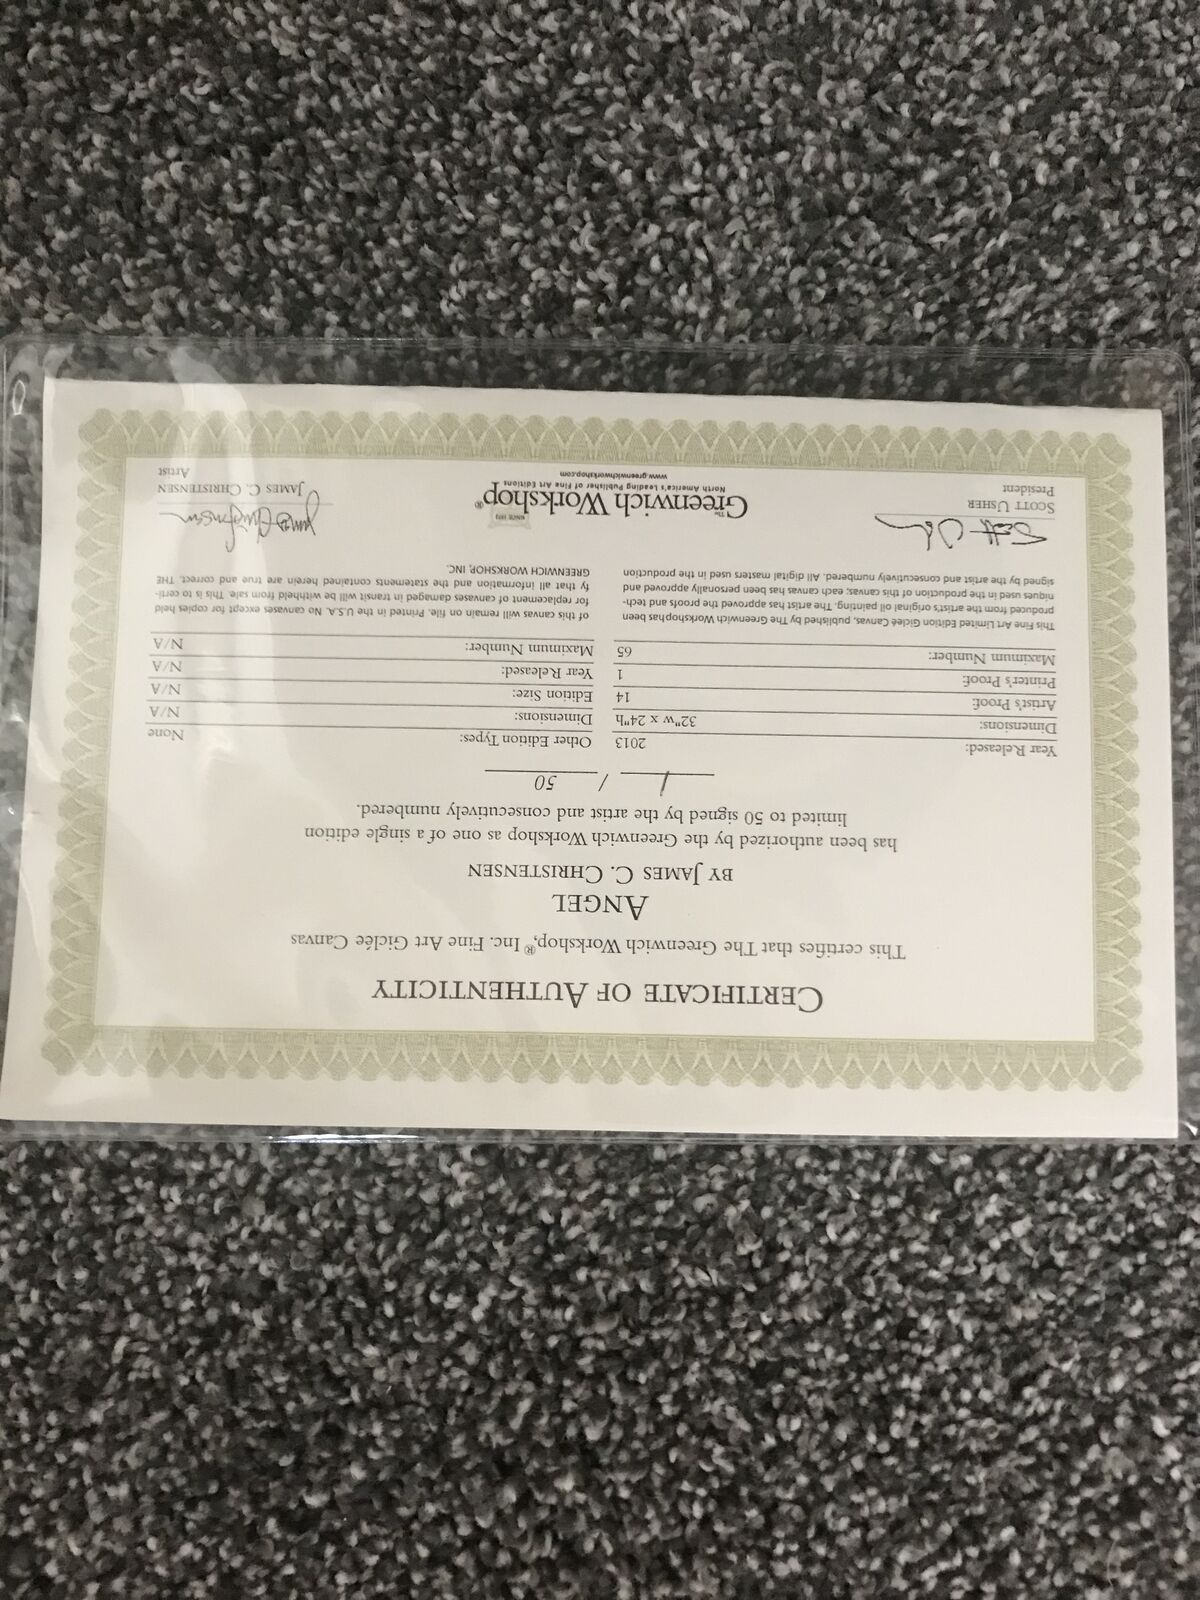 CERTIFICATE OF AUTHENTICITY
This certifies that The Greenwich Workshop,® Inc. Fine Art Giclée Canvas
ANGEL
BY JAMES C. CHRISTENSEN
has been authorized by the Greenwich Workshop as one of a single edition
limited to 50 signed by the artist and consecutively numbered.
1 / 50
Year Released: 2013
Dimensions: 32"w x 24"h
Artist's Proof: 14
Printer's Proof: 1
Maximum Number: 65
Other Edition Types: None
Dimensions: N/A
Edition Size: N/A
Year Released: N/A
Maximum Number: N/A
This Fine Art Limited Edition Gicleé Canvas, published by The Greenwich Workshop has been
produced from the artist's original oil painting. The artist has approved the proofs and tech-
niques used in the production of this canvas; each canvas has been personally approved and
signed by the artist and consecutively numbered. All digital masters used in the production
of this canvas will remain on file. Printed in the U.S.A. No canvases except for copies held
for replacement of canvases damaged in transit will be withheld from sale. This is to certi-
fy that all information and the statements contained herein are true and correct. THE
GREENWICH WORKSHOP, INC.
SCOTT USHER
President
The
Greenwich Workshop®
SINCE 1972
North America's Leading Publisher of Fine Art Editions
www.greenwichworkshop.com
James C. Christensen
JAMES C. CHRISTENSEN
Artist